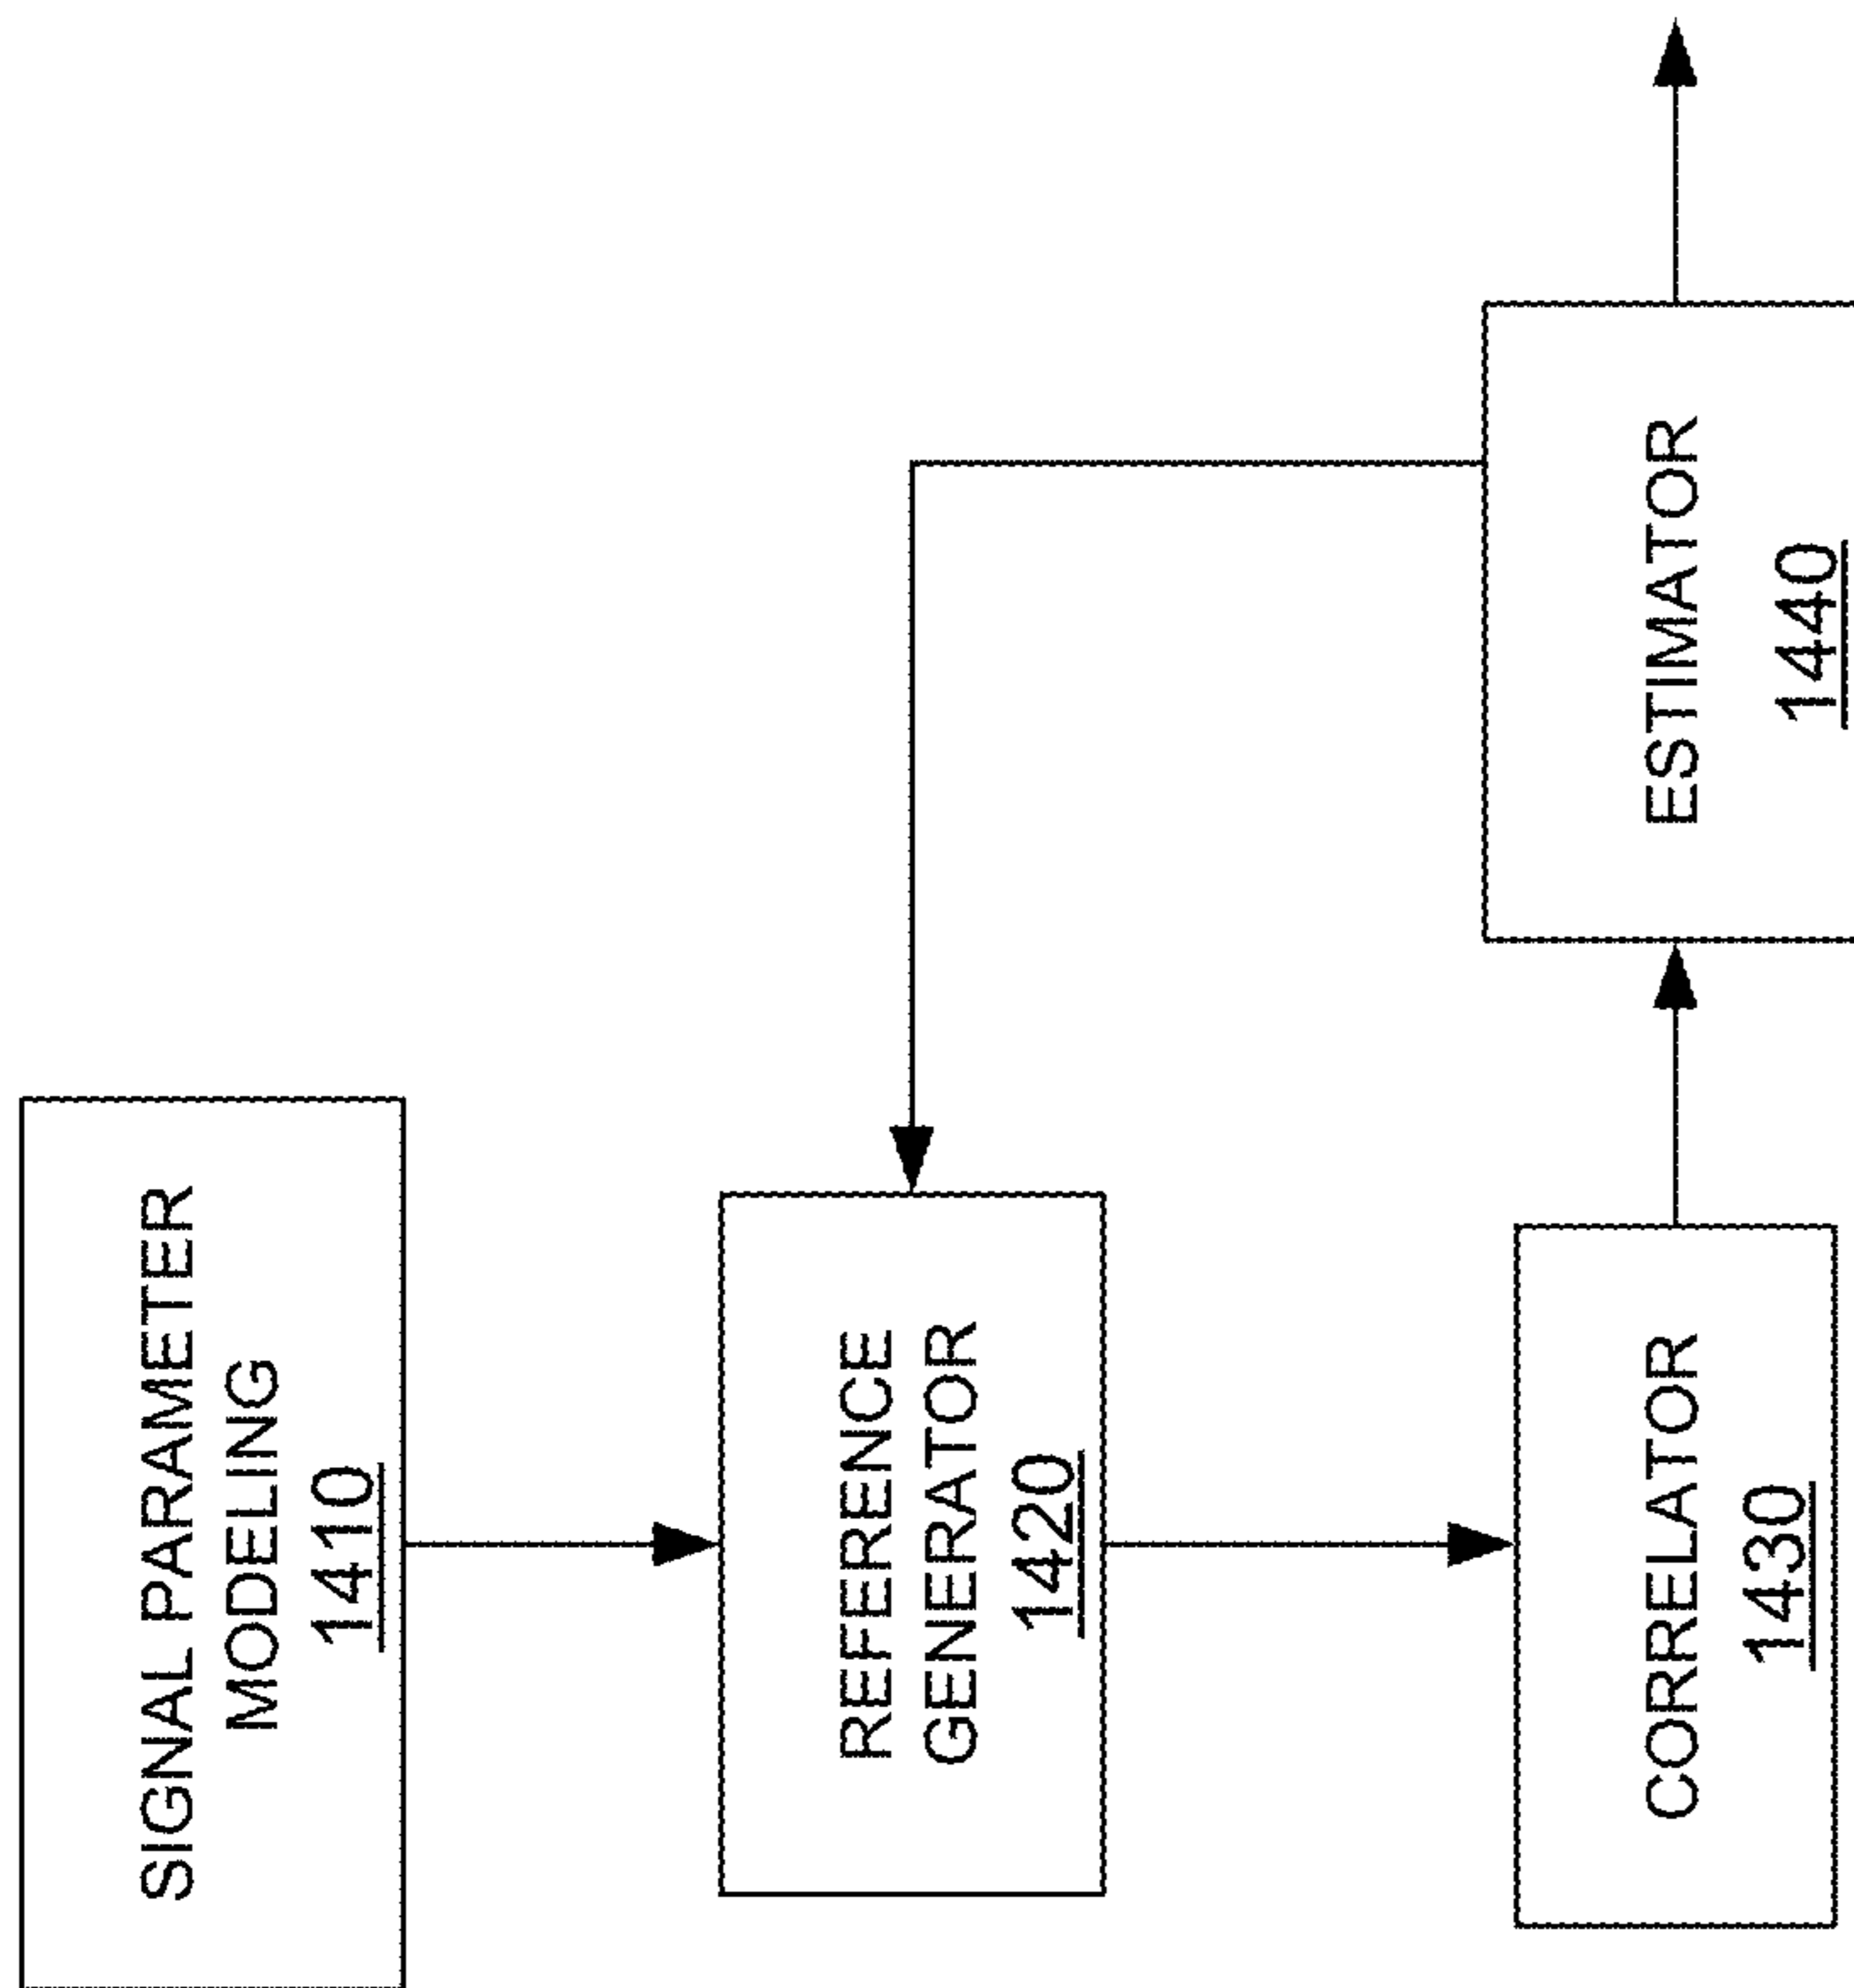 SIGNAL PARAMETER
MODELING
1410
REFERENCE
GENERATOR
1420
CORRELATOR
1430
ESTIMATOR
1440